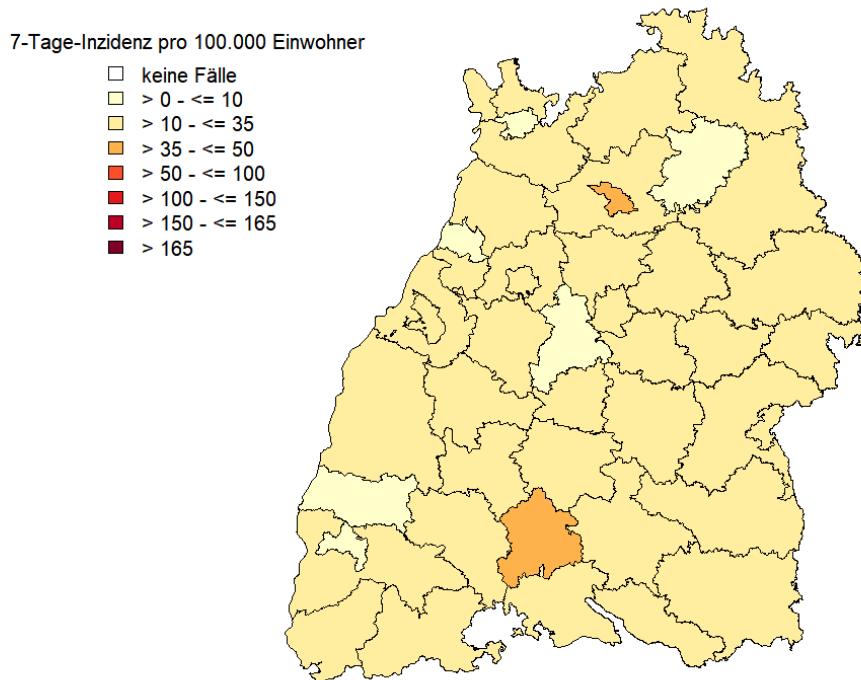 7-Tage-Inzidenz pro 100.000 Einwohner
keine Fälle
> 0 - <= 10
> 10 - <= 35
> 35 - <= 50
> 50 - <= 100
> 100 - <= 150
> 150 - <= 165
> 165